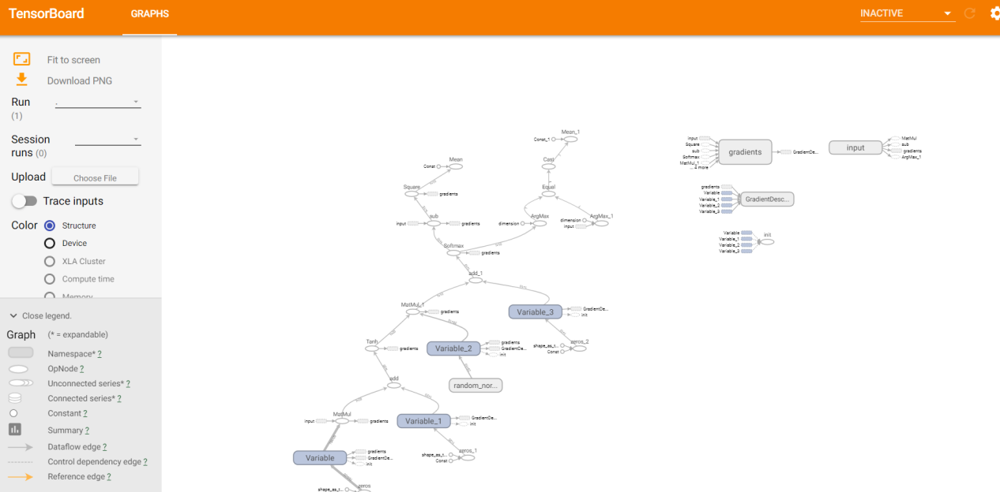 TensorBoard
GRAPHS
INACTIVE
Fit to screen
Download PNG
Run
(1)
.
Session
runs (0)
Upload
Choose File
Trace inputs
Color
Structure
Device
XLA Cluster
Compute time
Memory
Close legend.
Graph
(* = expandable)
Namespace* ?
OpNode ?
Unconnected series* ?
Connected series* ?
Constant ?
Summary ?
Dataflow edge ?
Control dependency edge ?
Reference edge ?
Mean_1
Const_1
Mean
Const
Cast
Square
gradients
Equal
sub
input
gradients
ArgMax
dimension
ArgMax_1
dimension
input
Softmax
gradients
add_1
MatMul_1
gradients
Variable_3
GradientDe...
init
Tanh
gradients
Variable_2
gradients
GradientDe...
init
zeros_2
shape_as_t...
Const
add
random_nor...
MatMul
input
gradients
Variable_1
GradientDe...
init
zeros_1
shape_as_t...
Const
Variable
gradients
GradientDe...
init
zeros
shape_as_t...
input
Square
sub
Softmax
MatMul_1
... 4 more
gradients
GradientDe...
input
MatMul
sub
gradients
ArgMax_1
gradients
Variable
Variable_1
Variable_2
Variable_3
GradientDesc...
Variable
Variable_1
Variable_2
Variable_3
init